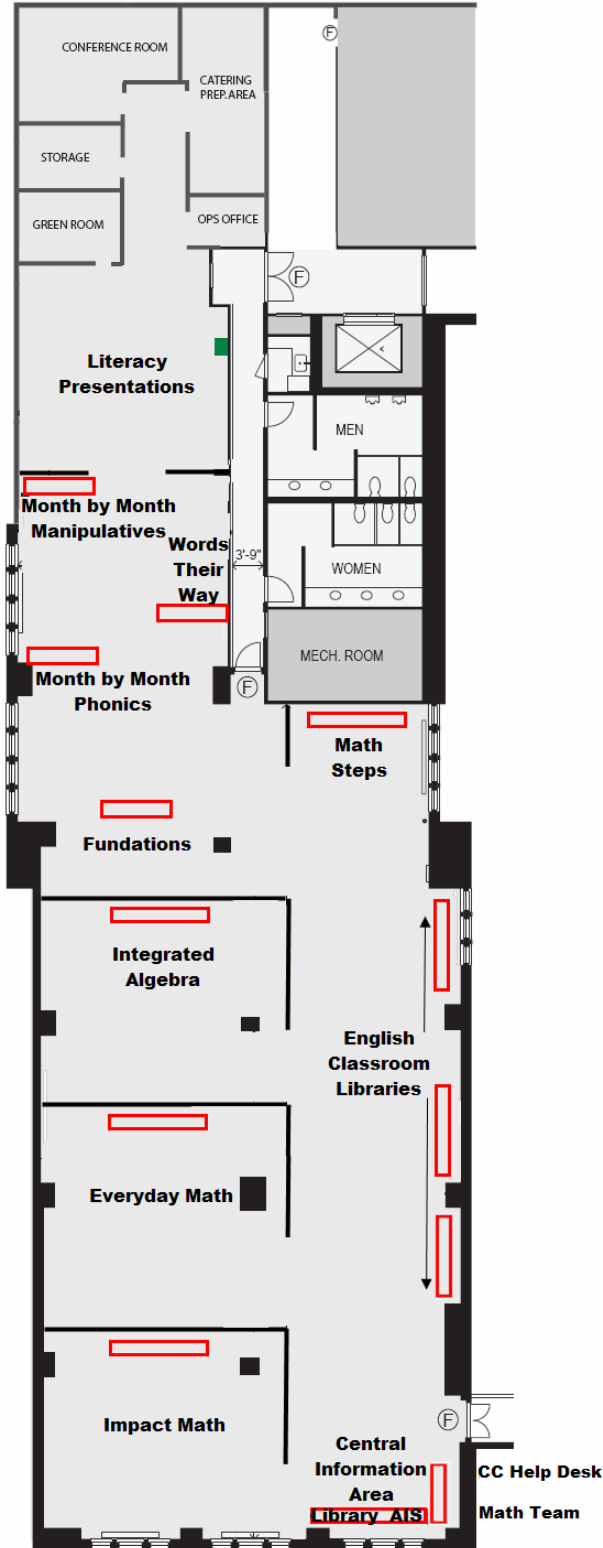 CONFERENCE ROOM
CATERING
PREP.AREA
STORAGE
GREEN ROOM
OPS OFFICE
F
F
Literacy
Presentations
MEN
Month by Month
Manipulatives
Words
Their
Way
3'-9"
WOMEN
MECH. ROOM
Month by Month
Phonics
F
Math
Steps
Fundations
Integrated
Algebra
English
Classroom
Libraries
Everyday Math
Impact Math
F
Central
Information
Area
Library AIS
CC Help Desk
Math Team